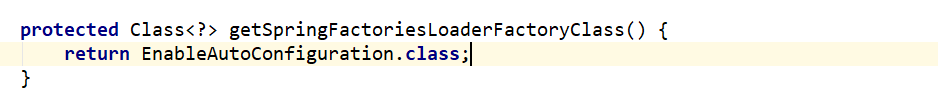 protected Class<?> getSpringFactoriesLoaderFactoryClass() {
    return EnableAutoConfiguration.class;
}